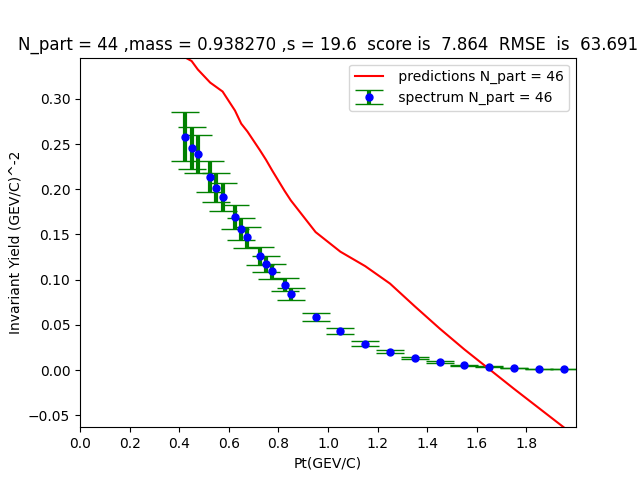 N_part = 44 ,mass = 0.938270 ,s = 19.6  score is  7.864  RMSE  is  63.691
predictions N_part = 46
spectrum N_part = 46
Invariant Yield (GEV/C)^-2
0.30
0.25
0.20
0.15
0.10
0.05
0.00
−0.05
0.0 0.2 0.4 0.6 0.8 1.0 1.2 1.4 1.6 1.8
Pt(GEV/C)